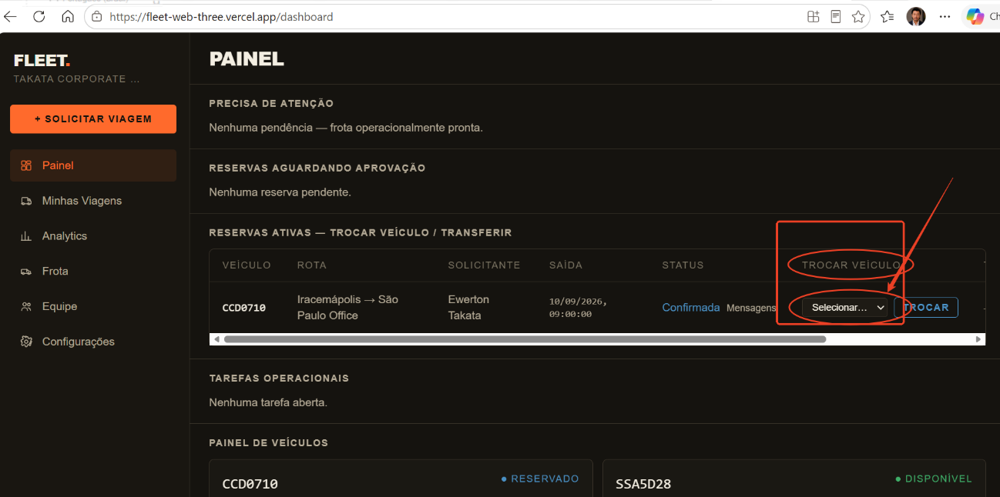 https://fleet-web-three.vercel.app/dashboard
FLEET.
TAKATA CORPORATE ...
+ SOLICITAR VIAGEM
Painel
Minhas Viagens
Analytics
Frota
Equipe
Configurações
PAINEL
PRECISA DE ATENÇÃO
Nenhuma pendência — frota operacionalmente pronta.
RESERVAS AGUARDANDO APROVAÇÃO
Nenhuma reserva pendente.
RESERVAS ATIVAS — TROCAR VEÍCULO / TRANSFERIR
VEÍCULO ROTA SOLICITANTE SAÍDA STATUS TROCAR VEÍCULO
CCD0710 Iracemápolis → São Paulo Office Ewerton Takata 10/09/2026, 09:00:00 Confirmada Mensagens Selecionar... TROCAR
TAREFAS OPERACIONAIS
Nenhuma tarefa aberta.
PAINEL DE VEÍCULOS
CCD0710 RESERVADO
SSA5D28 DISPONÍVEL